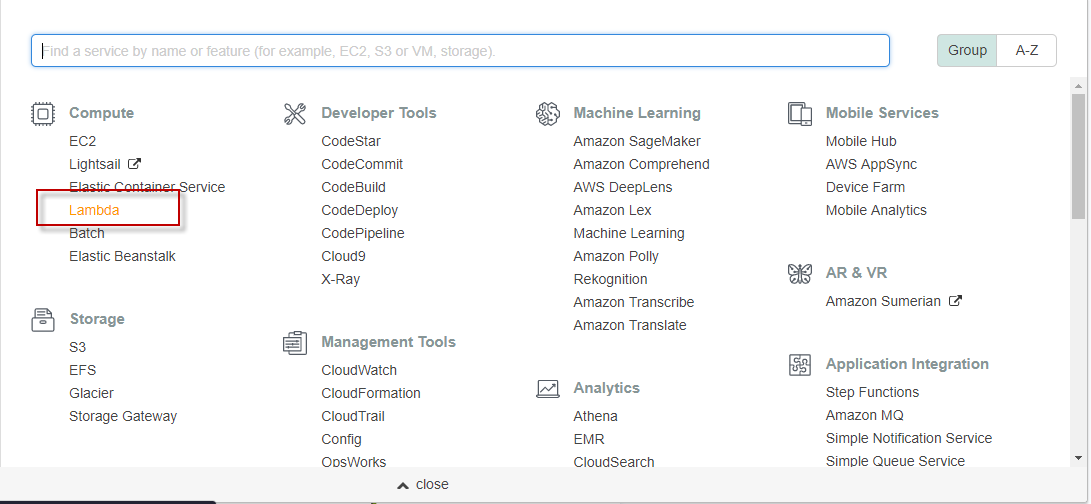 Find a service by name or feature (for example, EC2, S3 or VM, storage).
Group
A-Z
Compute
EC2
Lightsail
Elastic Container Service
Lambda
Batch
Elastic Beanstalk
Storage
S3
EFS
Glacier
Storage Gateway
Developer Tools
CodeStar
CodeCommit
CodeBuild
CodeDeploy
CodePipeline
Cloud9
X-Ray
Management Tools
CloudWatch
CloudFormation
CloudTrail
Config
OpsWorks
Machine Learning
Amazon SageMaker
Amazon Comprehend
AWS DeepLens
Amazon Lex
Machine Learning
Amazon Polly
Rekognition
Amazon Transcribe
Amazon Translate
Analytics
Athena
EMR
CloudSearch
Mobile Services
Mobile Hub
AWS AppSync
Device Farm
Mobile Analytics
AR & VR
Amazon Sumerian
Application Integration
Step Functions
Amazon MQ
Simple Notification Service
Simple Queue Service
close